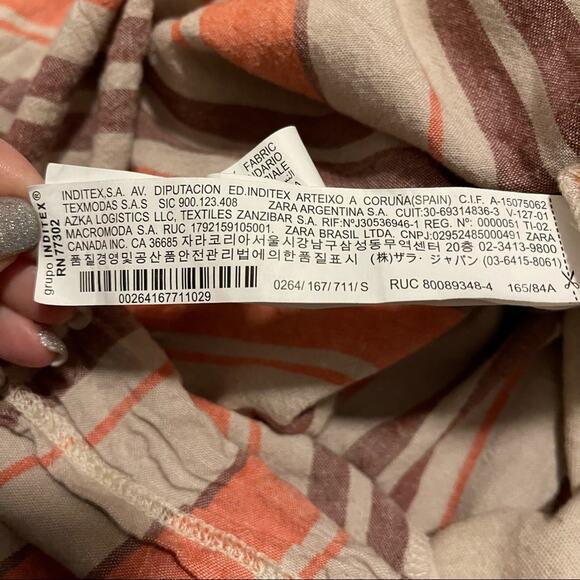 FABRIC
grupo INDITEX®
RN 77302
INDITEX,S.A. AV. DIPUTACION ED.INDITEX ARTEIXO A CORUÑA(SPAIN) C.I.F. A-15075062
TEXMODAS S.A.S SIC 900.123.408 ZARA ARGENTINA S.A. CUIT:30-69314836-3 V-127-01
AZKA LOGISTICS LLC, TEXTILES ZANZIBAR S.A. RIF:NºJ30536946-1 REG. Nº: 000051 TI-02.
MACROMODA S.A. RUC 1792159105001. ZARA BRASIL LTDA. CNPJ:02952485000491 ZARA
CANADA INC. CA 36685 자라코리아서울시강남구삼성동무역센터 20층 02-3413-9800
품질경영및공산품안전관리법에의한품질표시 (株)ザラ・ジャパン (03-6415-8061)
00264167711029
0264/ 167/ 711/ S
RUC 80089348-4
165/84A